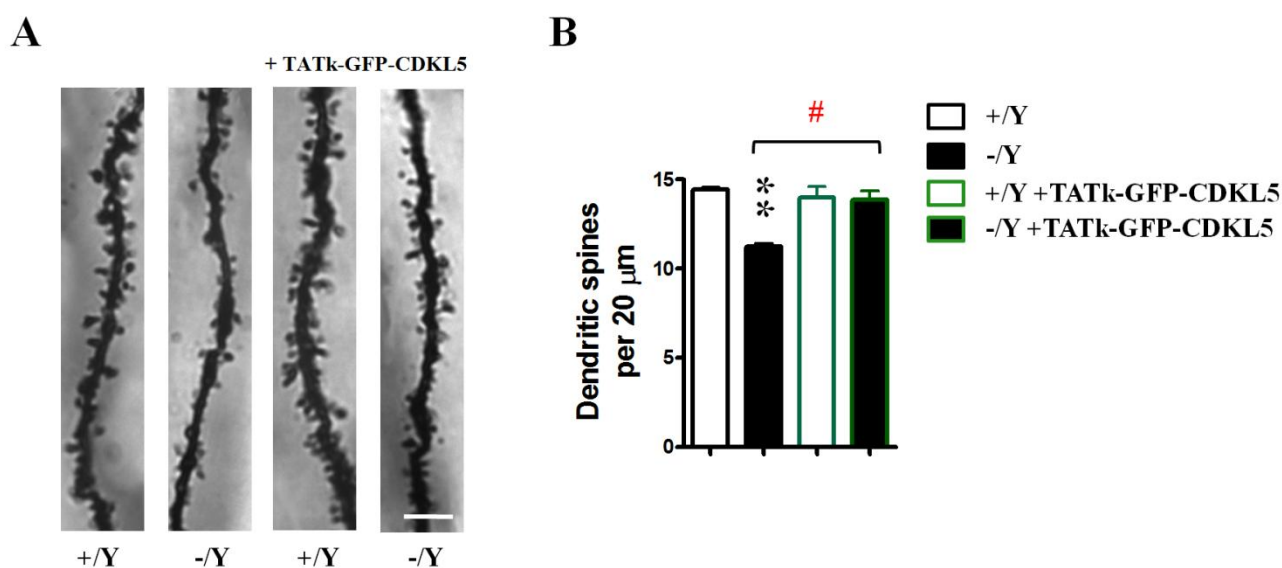 A
+ TATk-GFP-CDKL5
+/Y
-/Y
+/Y
-/Y
B
#
**
Dendritic spines
per 20 μm
15
10
5
0
+/Y
-/Y
+/Y +TATk-GFP-CDKL5
-/Y +TATk-GFP-CDKL5